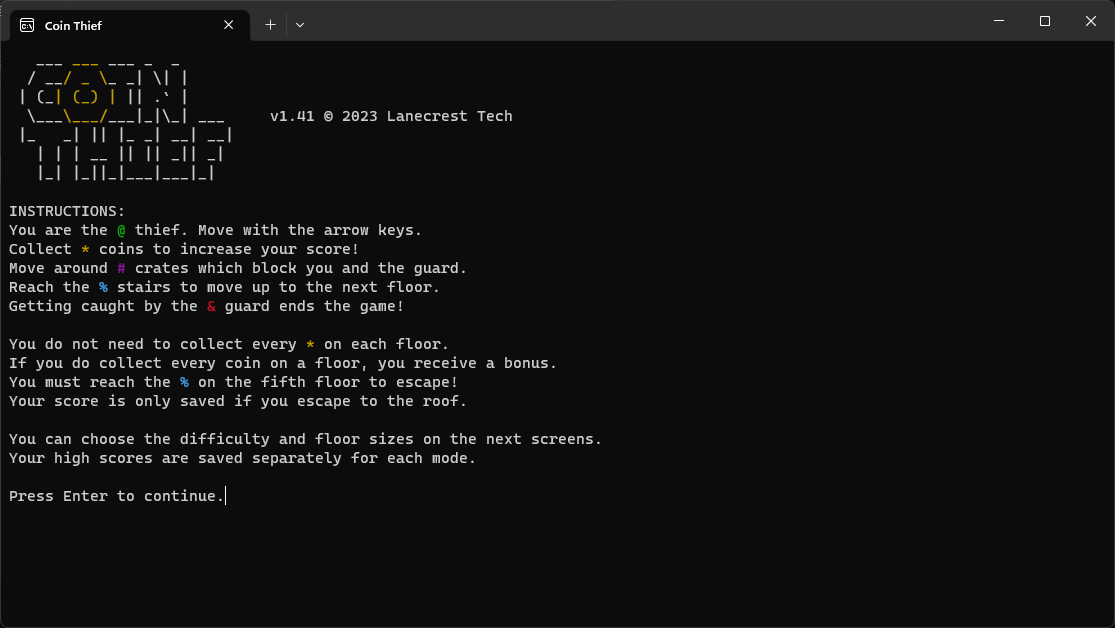 Coin Thief
COIN
THIEF
v1.41 © 2023 Lanecrest Tech
INSTRUCTIONS:
You are the @ thief. Move with the arrow keys.
Collect * coins to increase your score!
Move around # crates which block you and the guard.
Reach the % stairs to move up to the next floor.
Getting caught by the & guard ends the game!
You do not need to collect every * on each floor.
If you do collect every coin on a floor, you receive a bonus.
You must reach the % on the fifth floor to escape!
Your score is only saved if you escape to the roof.
You can choose the difficulty and floor sizes on the next screens.
Your high scores are saved separately for each mode.
Press Enter to continue.